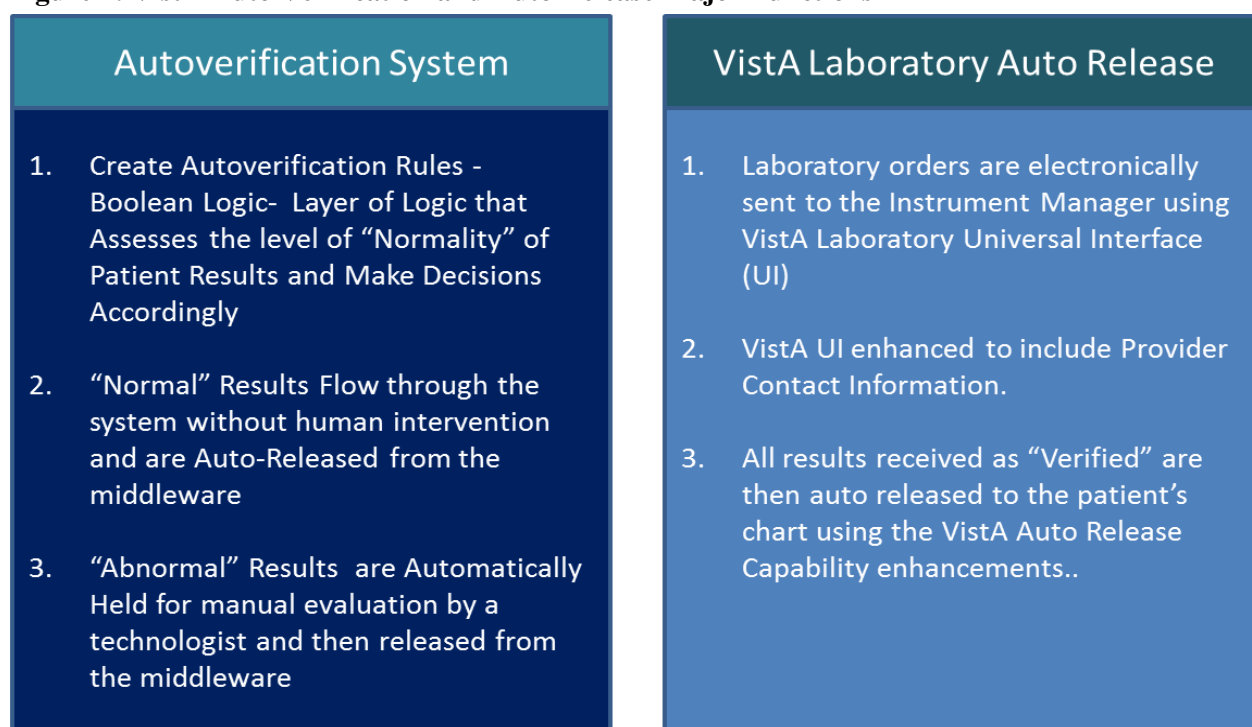 Autoverification System
1. Create Autoverification Rules -
Boolean Logic- Layer of Logic that
Assesses the level of “Normality” of
Patient Results and Make Decisions
Accordingly
2. “Normal” Results Flow through the
system without human intervention
and are Auto-Released from the
middleware
3. “Abnormal” Results are Automatically
Held for manual evaluation by a
technologist and then released from
the middleware
VistA Laboratory Auto Release
1. Laboratory orders are electronically
sent to the Instrument Manager using
VistA Laboratory Universal Interface
(UI)
2. VistA UI enhanced to include Provider
Contact Information.
3. All results received as “Verified” are
then auto released to the patient’s
chart using the VistA Auto Release
Capability enhancements..